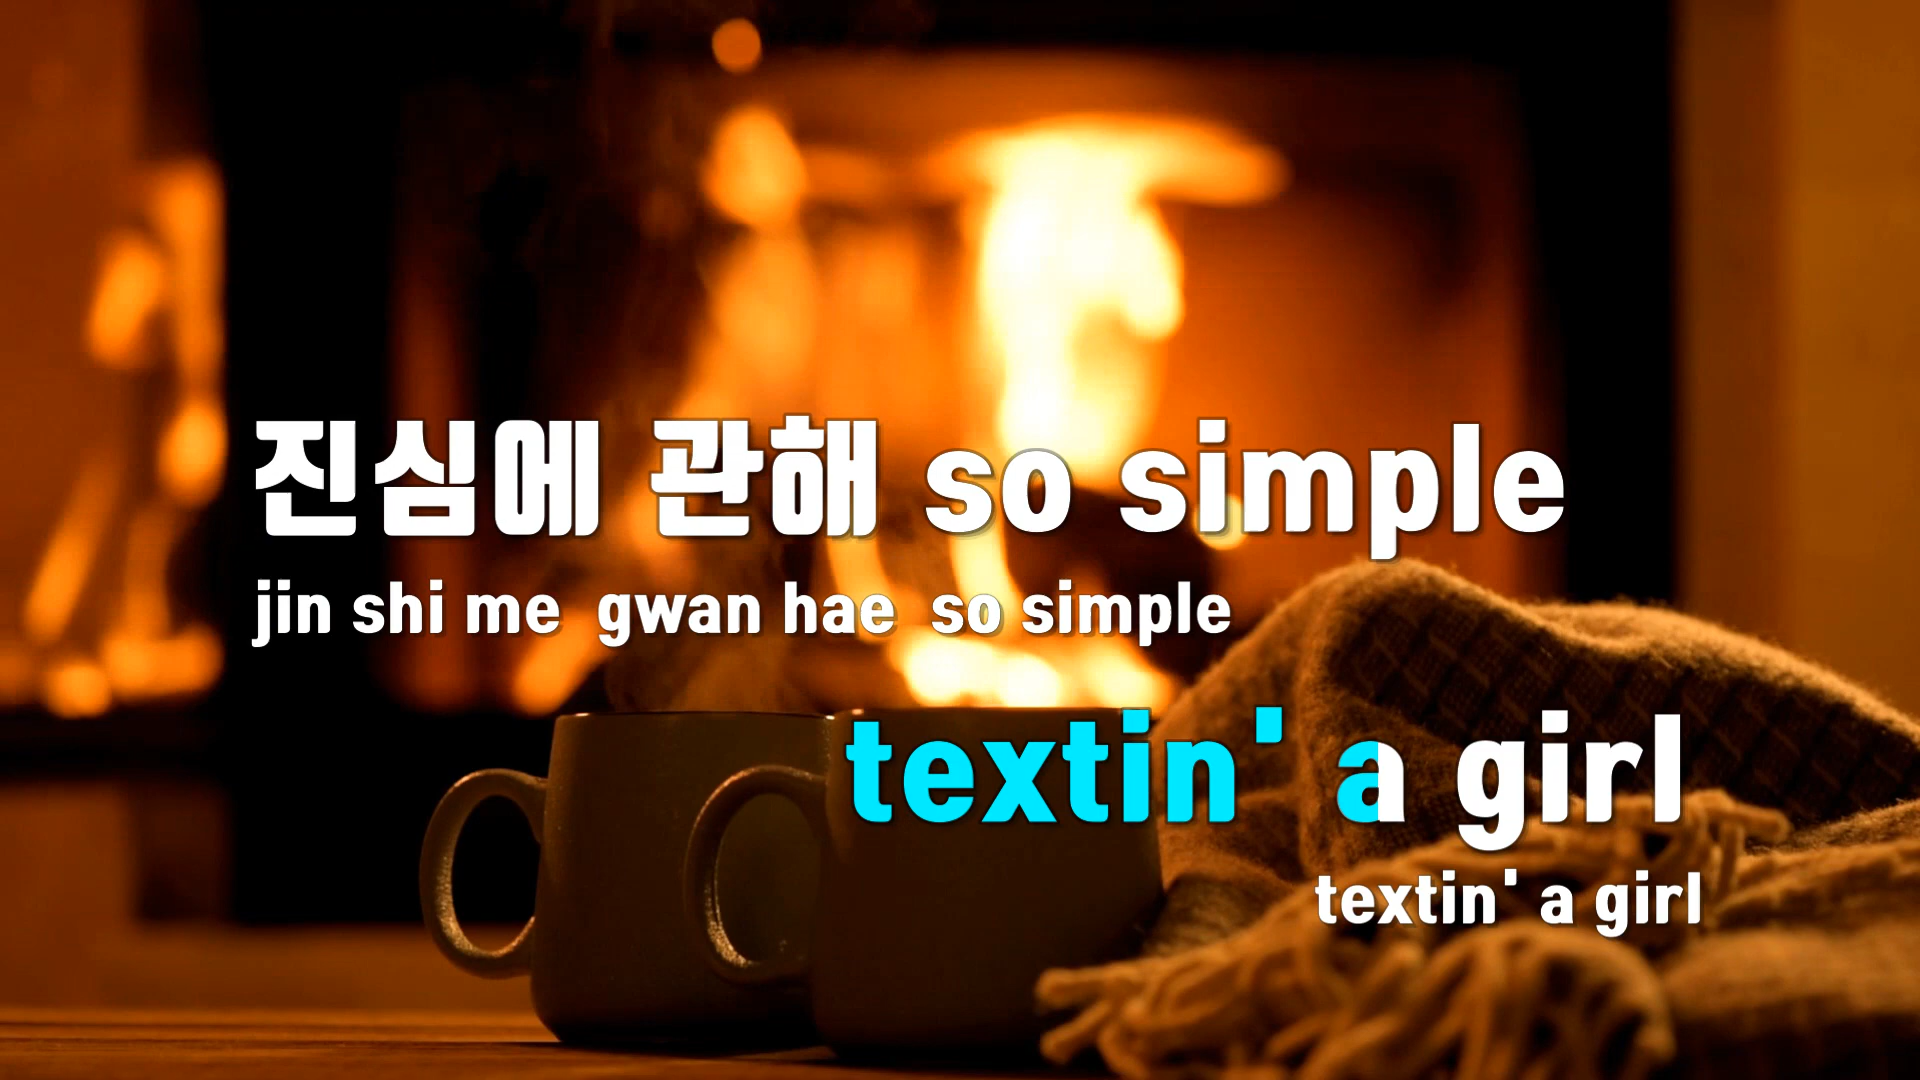 진심에 관해 so simple
jin shi me gwan hae so simple
textin' a girl
textin' a girl